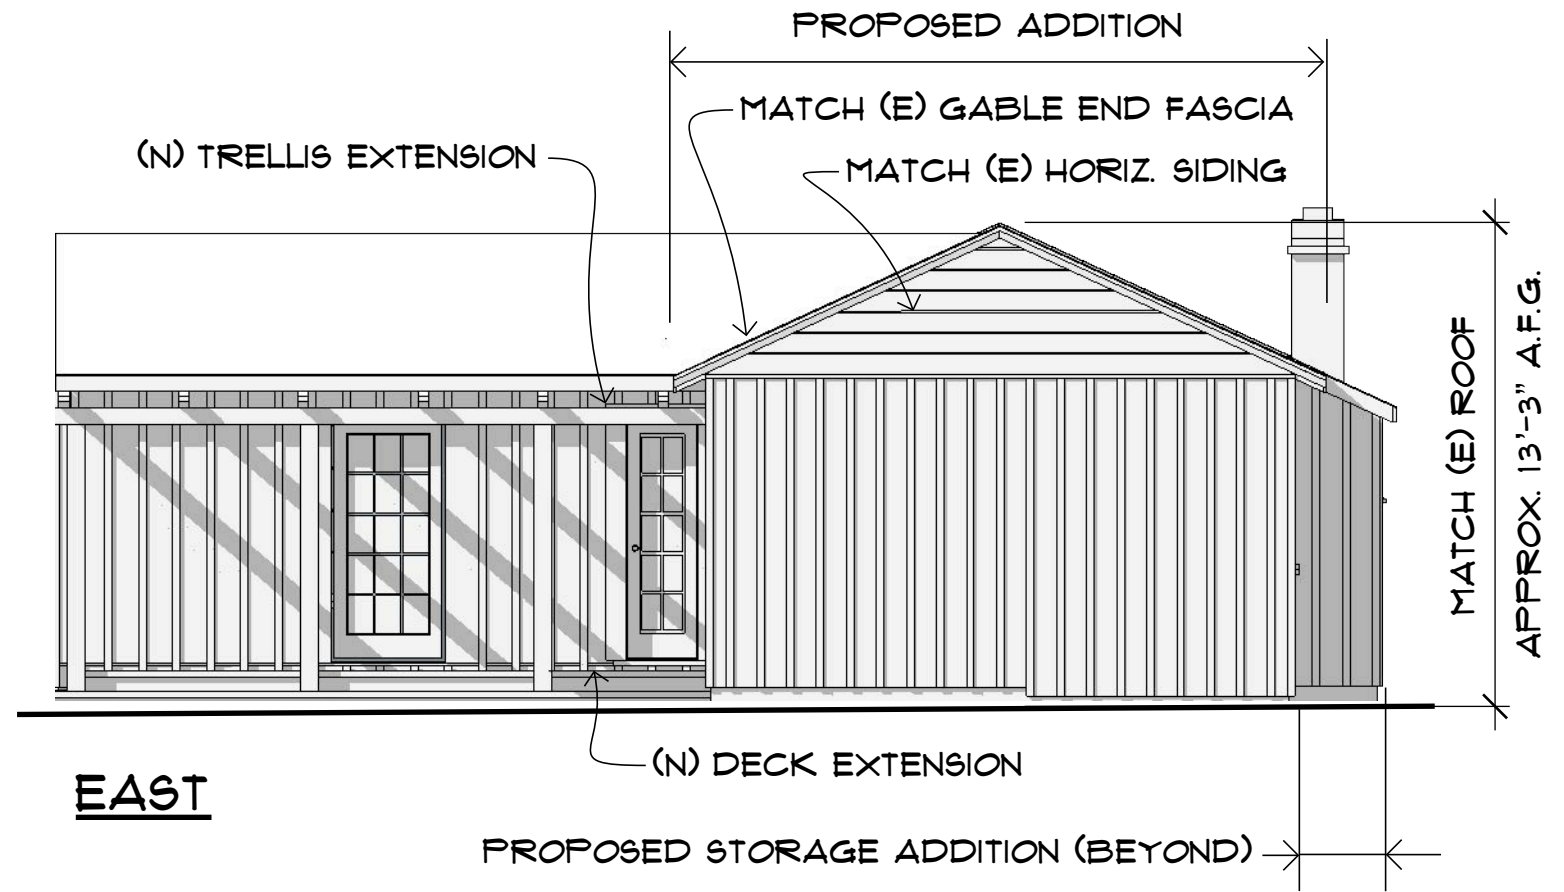 PROPOSED ADDITION
MATCH (E) GABLE END FASCIA
(N) TRELLIS EXTENSION
MATCH (E) HORIZ. SIDING
MATCH (E) ROOF
APPROX. 13'-3" A.F.G.
(N) DECK EXTENSION
EAST
PROPOSED STORAGE ADDITION (BEYOND)